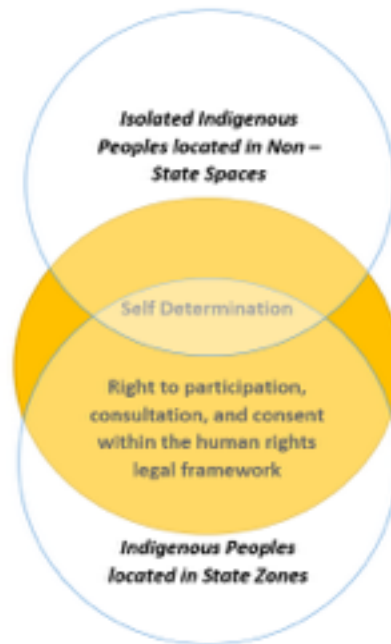 Isolated Indigenous
Peoples located in Non –
State Spaces
Self Determination
Right to participation,
consultation, and consent
within the human rights
legal framework
Indigenous Peoples
located in State Zones